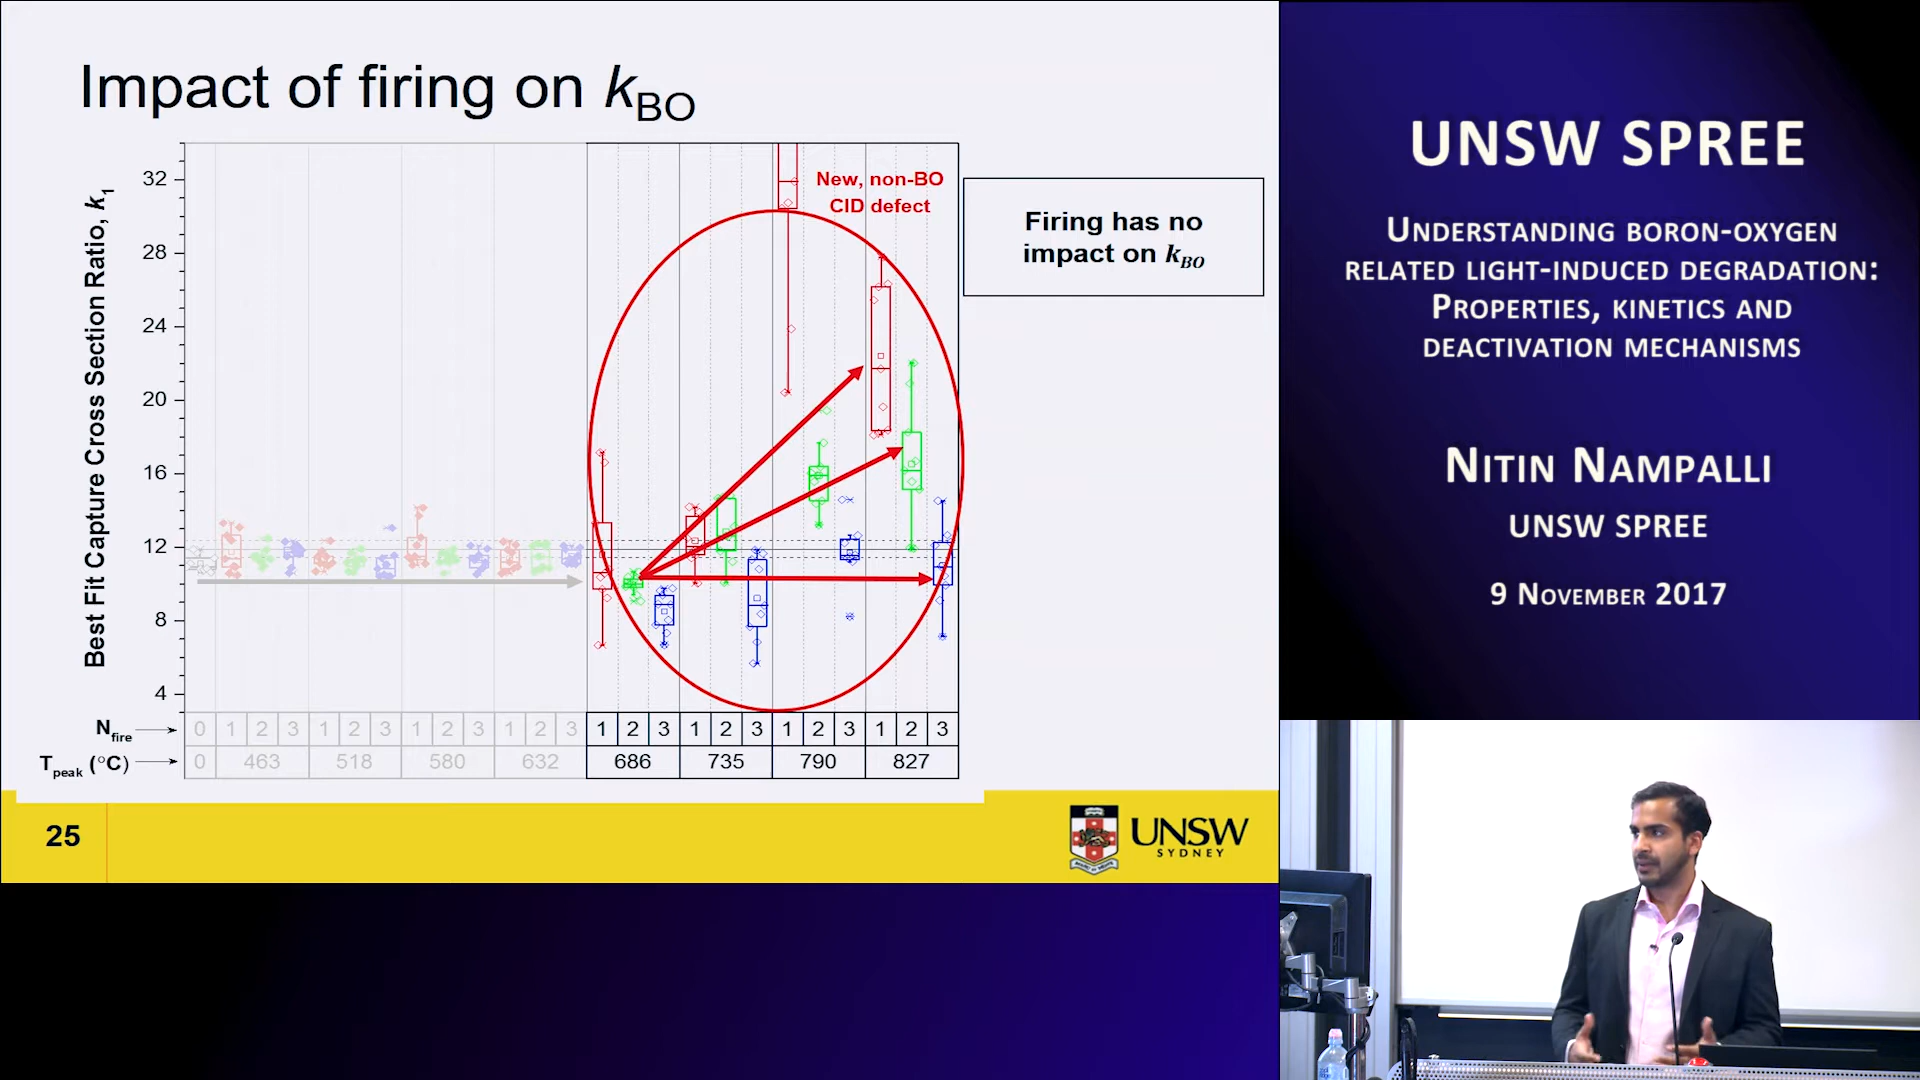 Impact of firing on kBO
Best Fit Capture Cross Section Ratio, k1
32
28
24
20
16
12
8
4
New, non-BO
CID defect
Firing has no
impact on kBO
Nfire
0 1 2 3 1 2 3 1 2 3 1 2 3 1 2 3 1 2 3 1 2 3 1 2 3
Tpeak (°C)
0 463 518 580 632 686 735 790 827
25
UNSW
SYDNEY
UNSW SPREE
Understanding boron-oxygen
related light-induced degradation:
Properties, kinetics and
deactivation mechanisms
Nitin Nampalli
UNSW SPREE
9 November 2017